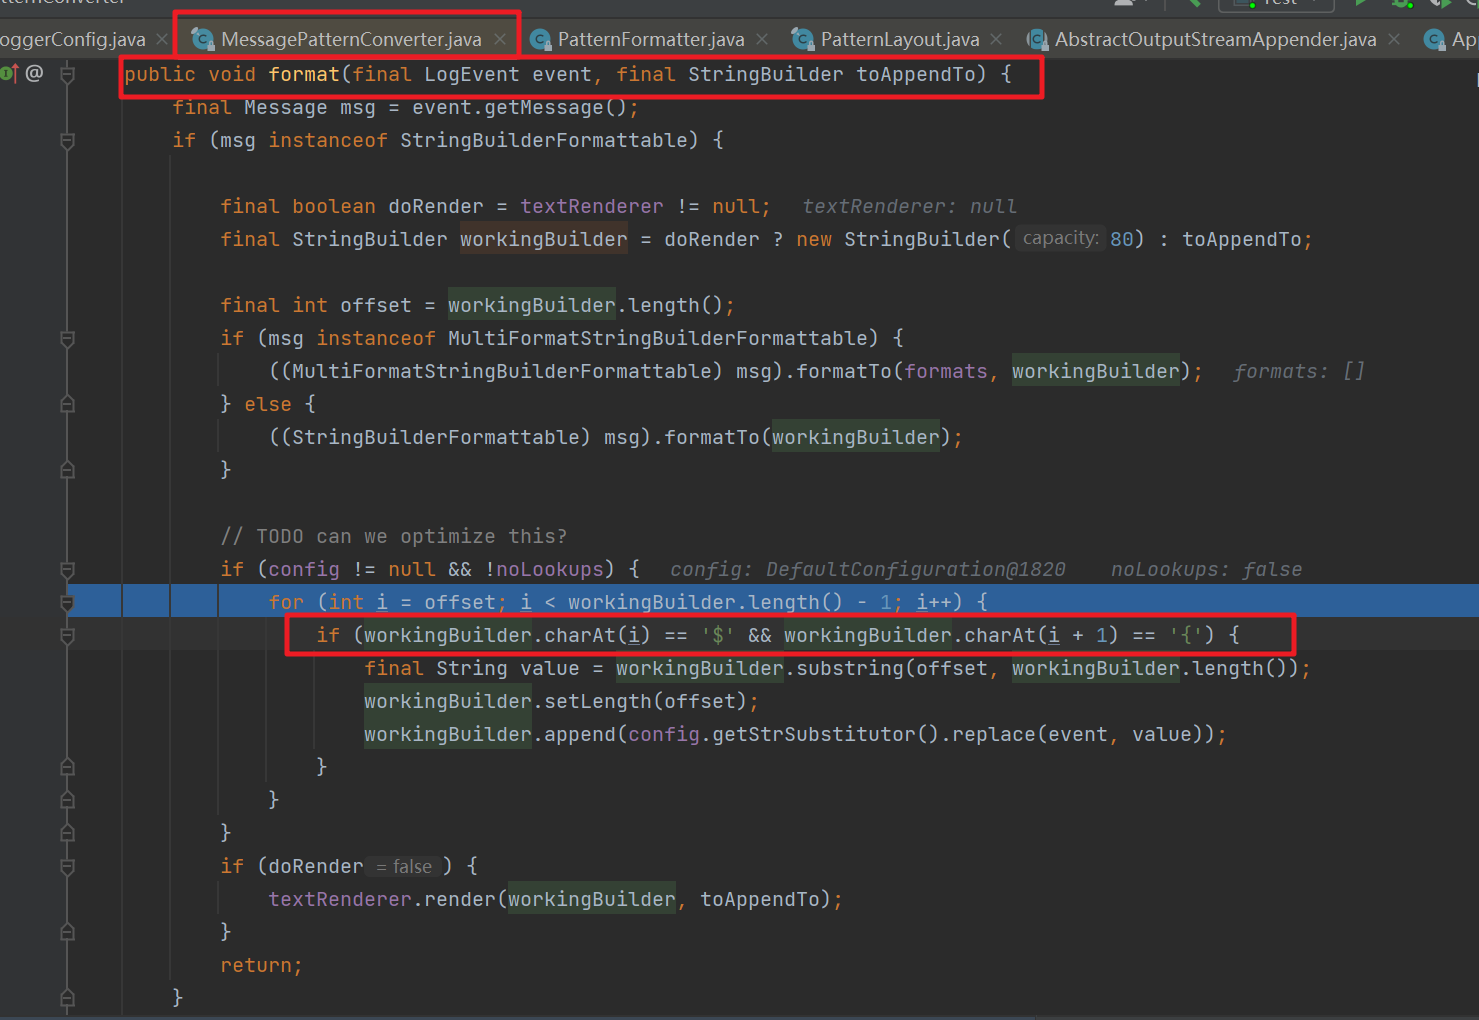 Test
oggerConfig.java × MessagePatternConverter.java × PatternFormatter.java × PatternLayout.java × AbstractOutputStreamAppender.java × Ap
@ public void format(final LogEvent event, final StringBuilder toAppendTo) {
final Message msg = event.getMessage();
if (msg instanceof StringBuilderFormattable) {
final boolean doRender = textRenderer != null; textRenderer: null
final StringBuilder workingBuilder = doRender ? new StringBuilder( capacity: 80) : toAppendTo;
final int offset = workingBuilder.length();
if (msg instanceof MultiFormatStringBuilderFormattable) {
((MultiFormatStringBuilderFormattable) msg).formatTo(formats, workingBuilder); formats: []
} else {
((StringBuilderFormattable) msg).formatTo(workingBuilder);
}
// TODO can we optimize this?
if (config != null && !noLookups) { config: DefaultConfiguration@1820 noLookups: false
for (int i = offset; i < workingBuilder.length() - 1; i++) {
if (workingBuilder.charAt(i) == '$' && workingBuilder.charAt(i + 1) == '{') {
final String value = workingBuilder.substring(offset, workingBuilder.length());
workingBuilder.setLength(offset);
workingBuilder.append(config.getStrSubstitutor().replace(event, value));
}
}
}
if (doRender = false ) {
textRenderer.render(workingBuilder, toAppendTo);
}
return;
}